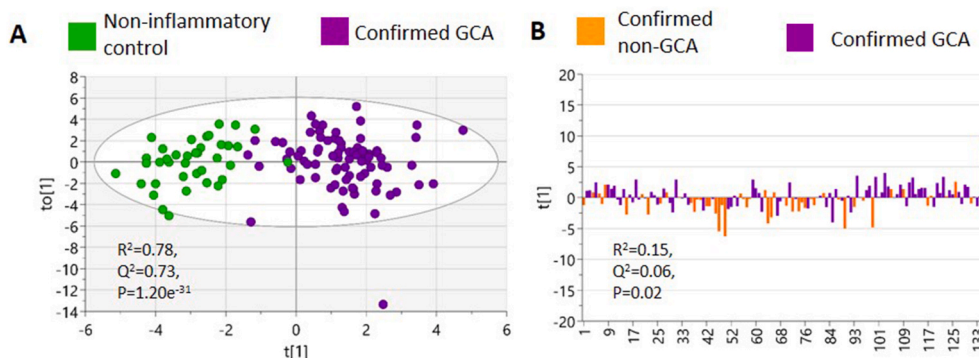 A
Non-inflammatory
control
Confirmed GCA
to[1]
8
6
4
2
0
-2
-4
-6
-8
-10
-12
-14
R²=0.78,
Q²=0.73,
P=1.20e⁻³¹
-6
-4
-2
0
2
4
6
t[1]
B
Confirmed
non-GCA
Confirmed GCA
t[1]
20
15
10
5
0
-5
-10
-15
-20
R²=0.15,
Q²=0.06,
P=0.02
1
9
17
25
33
42
52
60
68
76
84
93
101
109
117
125
133